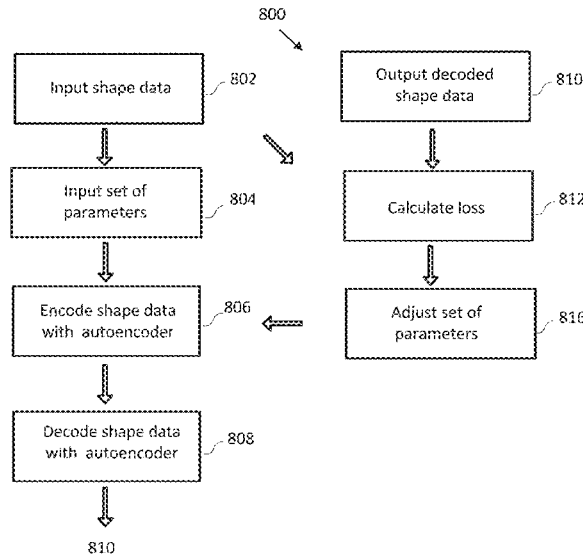 800
Input shape data
802
Input set of
parameters
804
Encode shape data
with autoencoder
806
Decode shape data
with autoencoder
808
810
Output decoded
shape data
810
Calculate loss
812
Adjust set of
parameters
816